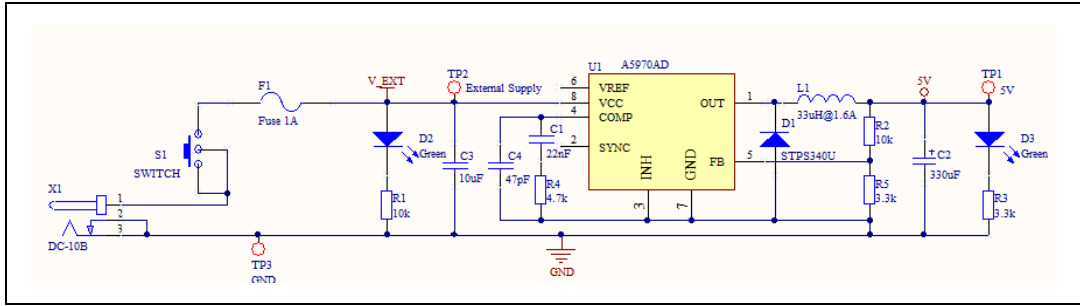 U1 A5970AD
TP2
V_EXT
External Supply
F1
Fuse 1A
6 VREF
8 VCC
4 COMP
2 SYNC
OUT 1
FB 5
INH 3
GND 7
L1
33uH@1.6A
5V
TP1
5V
D1
STPS340U
R2
10k
D2
Green
C3
10uF
C4
47pF
C1
22nF
R4
4.7k
R5
3.3k
C2
+
330uF
D3
Green
R3
3.3k
R1
10k
S1
SWITCH
X1
1
2
3
DC-10B
TP3
GND
GND